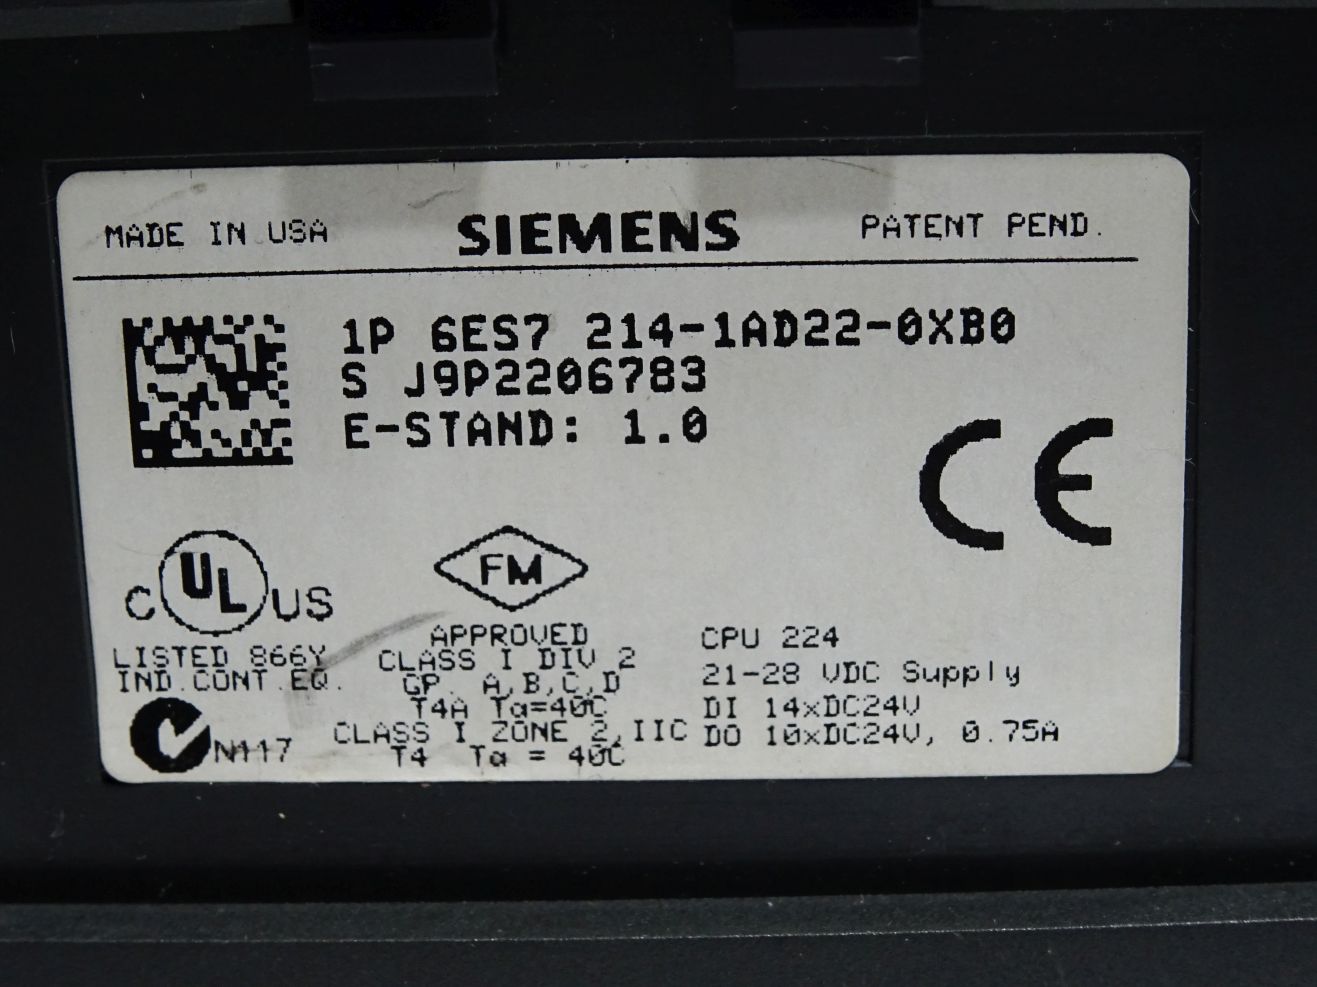 MADE IN USA SIEMENS PATENT PEND.
1P 6ES7 214-1AD22-0XB0
S J9P2206783
E-STAND: 1.0
CE
C UL US
LISTED 866Y
IND.CONT.EQ.
N117
FM
APPROVED
CLASS I DIV 2
GP. A,B,C,D
T4A Ta=40C
CLASS I ZONE 2,IIC
T4 Ta = 40C
CPU 224
21-28 VDC Supply
DI 14xDC24V
DO 10xDC24V, 0.75A